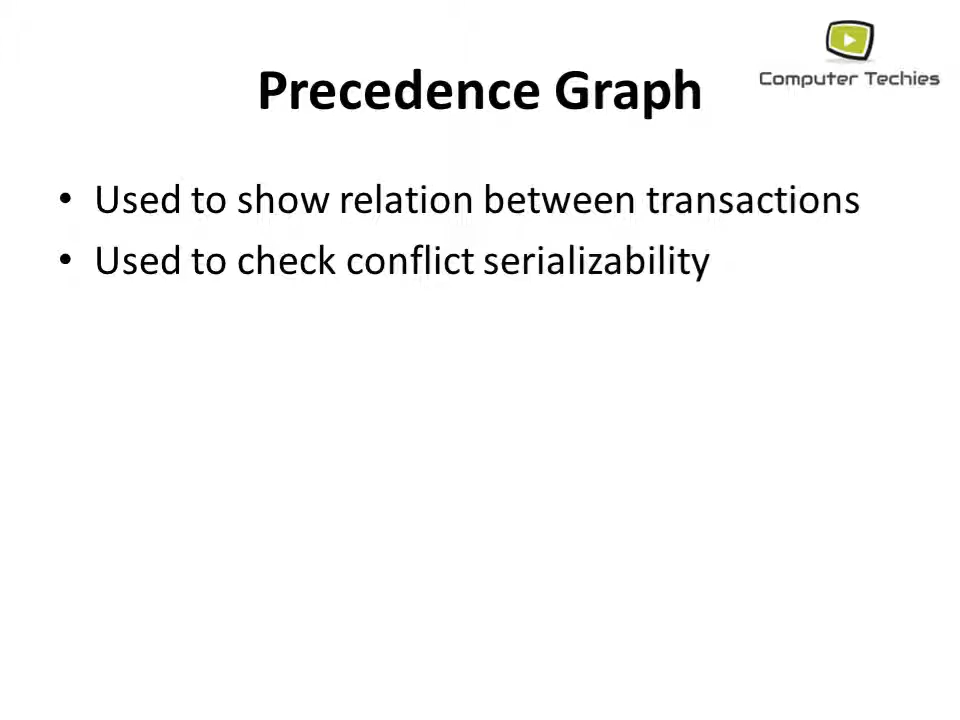 Computer Techies
Precedence Graph
• Used to show relation between transactions
• Used to check conflict serializability